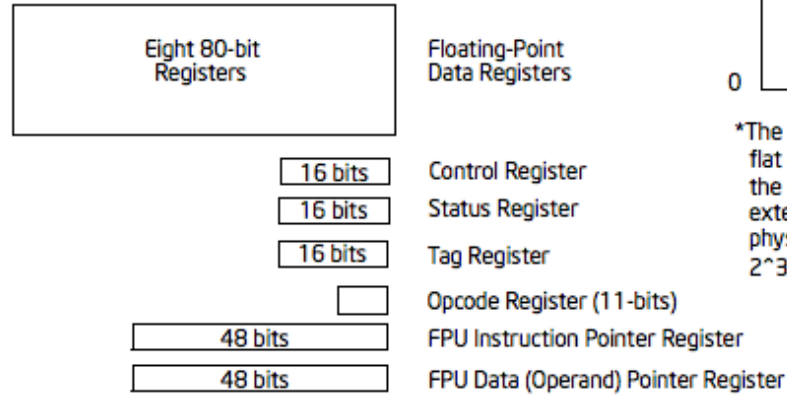 Eight 80-bit
Registers
Floating-Point
Data Registers
0
*The
flat
the
16 bits
Control Register
16 bits
Status Register
16 bits
Tag Register
2^3
Opcode Register (11-bits)
48 bits
FPU Instruction Pointer Register
48 bits
FPU Data (Operand) Pointer Register